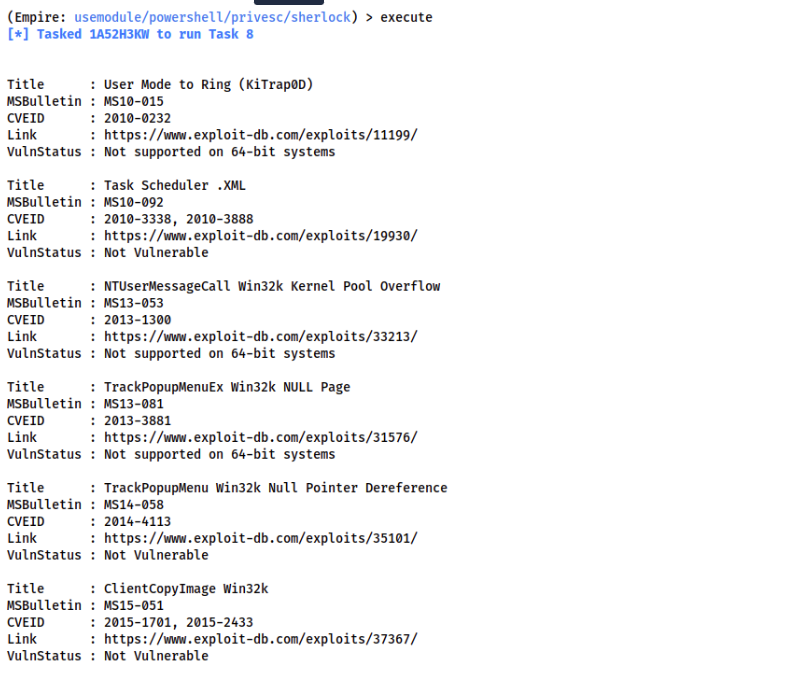 (Empire: usemodule/powershell/privesc/sherlock) > execute
[*] Tasked 1A52H3KW to run Task 8
Title      : User Mode to Ring (KiTrap0D)
MSBulletin : MS10-015
CVEID      : 2010-0232
Link       : https://www.exploit-db.com/exploits/11199/
VulnStatus : Not supported on 64-bit systems
Title      : Task Scheduler .XML
MSBulletin : MS10-092
CVEID      : 2010-3338, 2010-3888
Link       : https://www.exploit-db.com/exploits/19930/
VulnStatus : Not Vulnerable
Title      : NTUserMessageCall Win32k Kernel Pool Overflow
MSBulletin : MS13-053
CVEID      : 2013-1300
Link       : https://www.exploit-db.com/exploits/33213/
VulnStatus : Not supported on 64-bit systems
Title      : TrackPopupMenuEx Win32k NULL Page
MSBulletin : MS13-081
CVEID      : 2013-3881
Link       : https://www.exploit-db.com/exploits/31576/
VulnStatus : Not supported on 64-bit systems
Title      : TrackPopupMenu Win32k Null Pointer Dereference
MSBulletin : MS14-058
CVEID      : 2014-4113
Link       : https://www.exploit-db.com/exploits/35101/
VulnStatus : Not Vulnerable
Title      : ClientCopyImage Win32k
MSBulletin : MS15-051
CVEID      : 2015-1701, 2015-2433
Link       : https://www.exploit-db.com/exploits/37367/
VulnStatus : Not Vulnerable